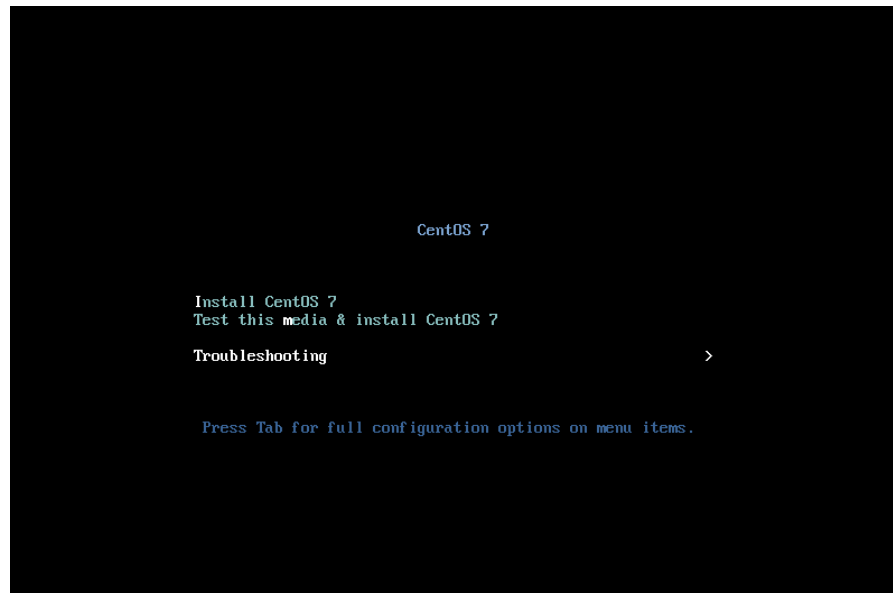 CentOS 7
Install CentOS 7
Test this media & install CentOS 7
Troubleshooting >
Press Tab for full configuration options on menu items.